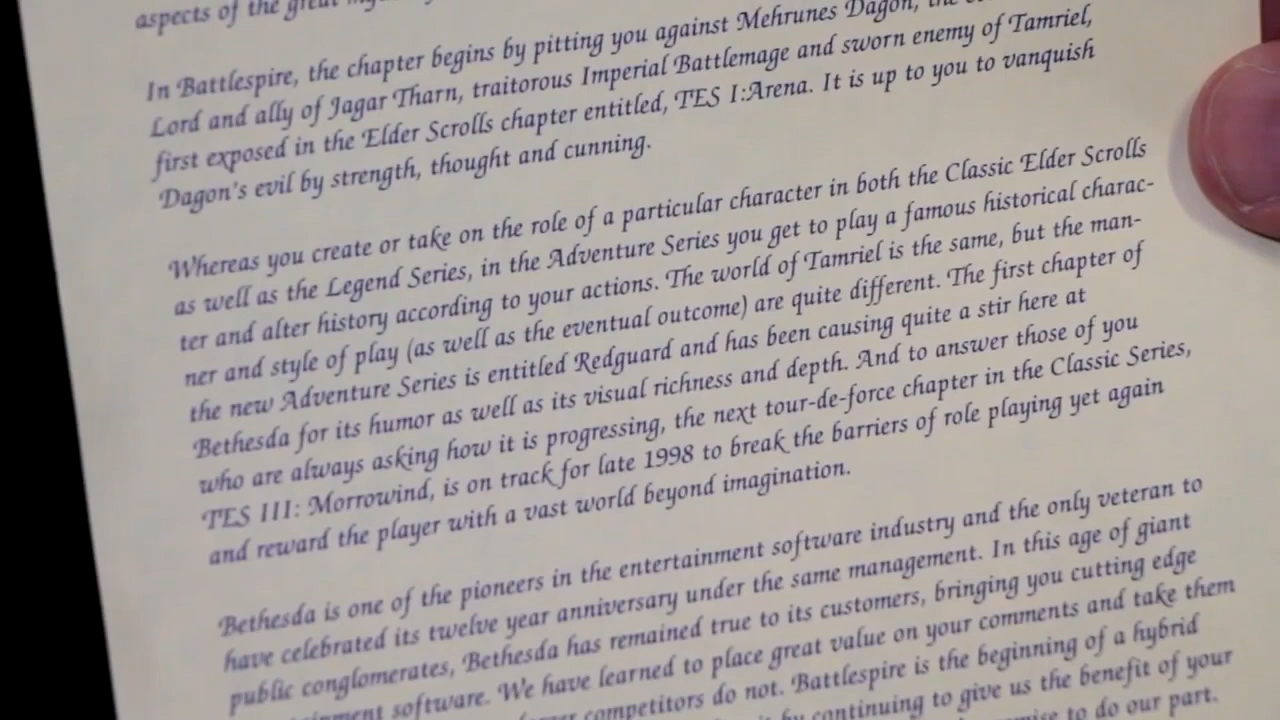 aspects of the great
In Battlespire, the chapter begins by pitting you against Mehrunes Dagon, the
Lord and ally of Jagar Tharn, traitorous Imperial Battlemage and sworn enemy of Tamriel,
first exposed in the Elder Scrolls chapter entitled, TES I:Arena. It is up to you to vanquish
Dagon's evil by strength, thought and cunning.
Whereas you create or take on the role of a particular character in both the Classic Elder Scrolls
as well as the Legend Series, in the Adventure Series you get to play a famous historical charac-
ter and alter history according to your actions. The world of Tamriel is the same, but the man-
ner and style of play (as well as the eventual outcome) are quite different. The first chapter of
the new Adventure Series is entitled Redguard and has been causing quite a stir here at
Bethesda for its humor as well as its visual richness and depth. And to answer those of you
who are always asking how it is progressing, the next tour-de-force chapter in the Classic Series,
TES III: Morrowind, is on track for late 1998 to break the barriers of role playing yet again
and reward the player with a vast world beyond imagination.
Bethesda is one of the pioneers in the entertainment software industry and the only veteran to
have celebrated its twelve year anniversary under the same management. In this age of giant
public conglomerates, Bethesda has remained true to its customers, bringing you cutting edge
software. We have learned to place great value on your comments and take them
competitors do not. Battlespire is the beginning of a hybrid
by continuing to give us the benefit of your
to do our part.